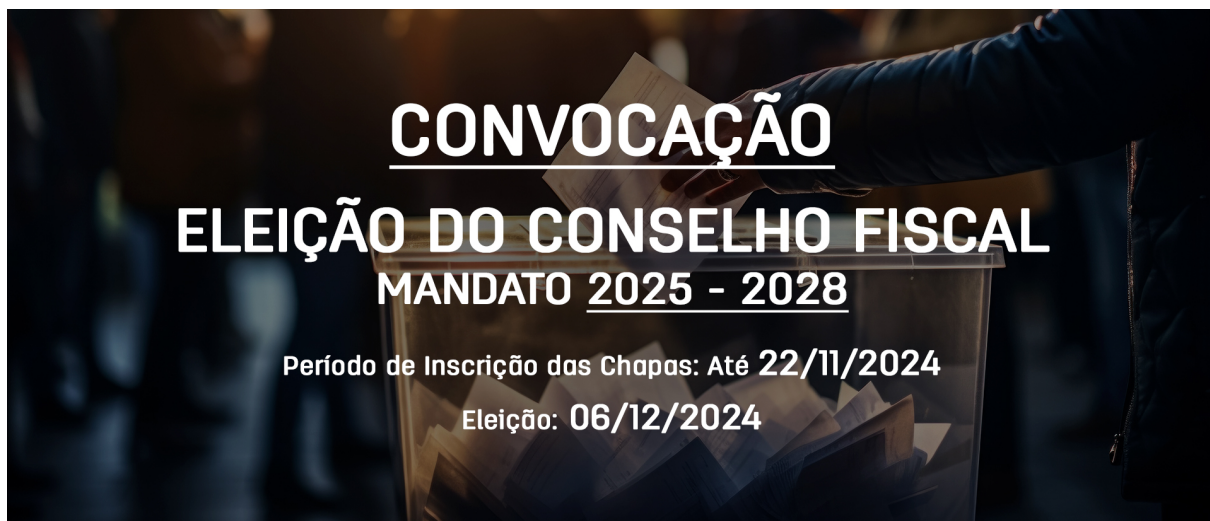 CONVOCAÇÃO
ELEIÇÃO DO CONSELHO FISCAL
MANDATO 2025 - 2028
Período de Inscrição das Chapas: Até 22/11/2024
Eleição: 06/12/2024